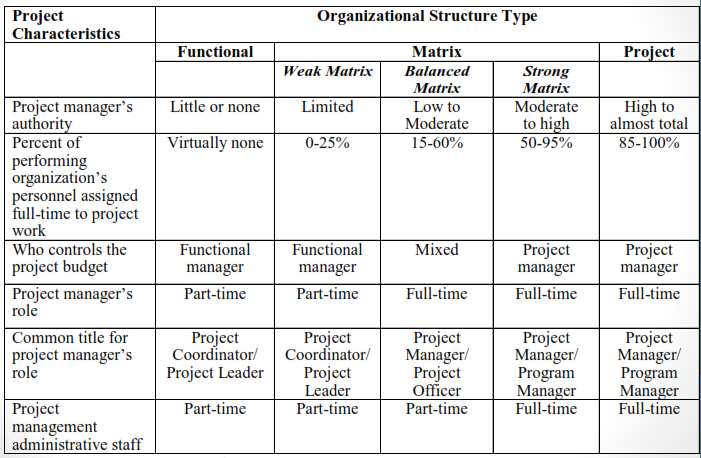 Project Organizational Structure Type
Characteristics
Functional Matrix Project
Weak Matrix Balanced Strong
Matrix Matrix
Project manager's Little or none Limited Low to Moderate High to
authority Moderate to high almost total
Percent of Virtually none 0-25% 15-60% 50-95% 85-100%
performing
organization's
personnel assigned
full-time to project
work
Who controls the Functional Functional Mixed Project Project
project budget manager manager manager manager
Project manager's Part-time Part-time Full-time Full-time Full-time
role
Common title for Project Project Project Project Project
project manager's Coordinator/ Coordinator/ Manager/ Manager/ Manager/
role Project Leader Project Project Program Program
Leader Officer Manager Manager
Project Part-time Part-time Part-time Full-time Full-time
management
administrative staff